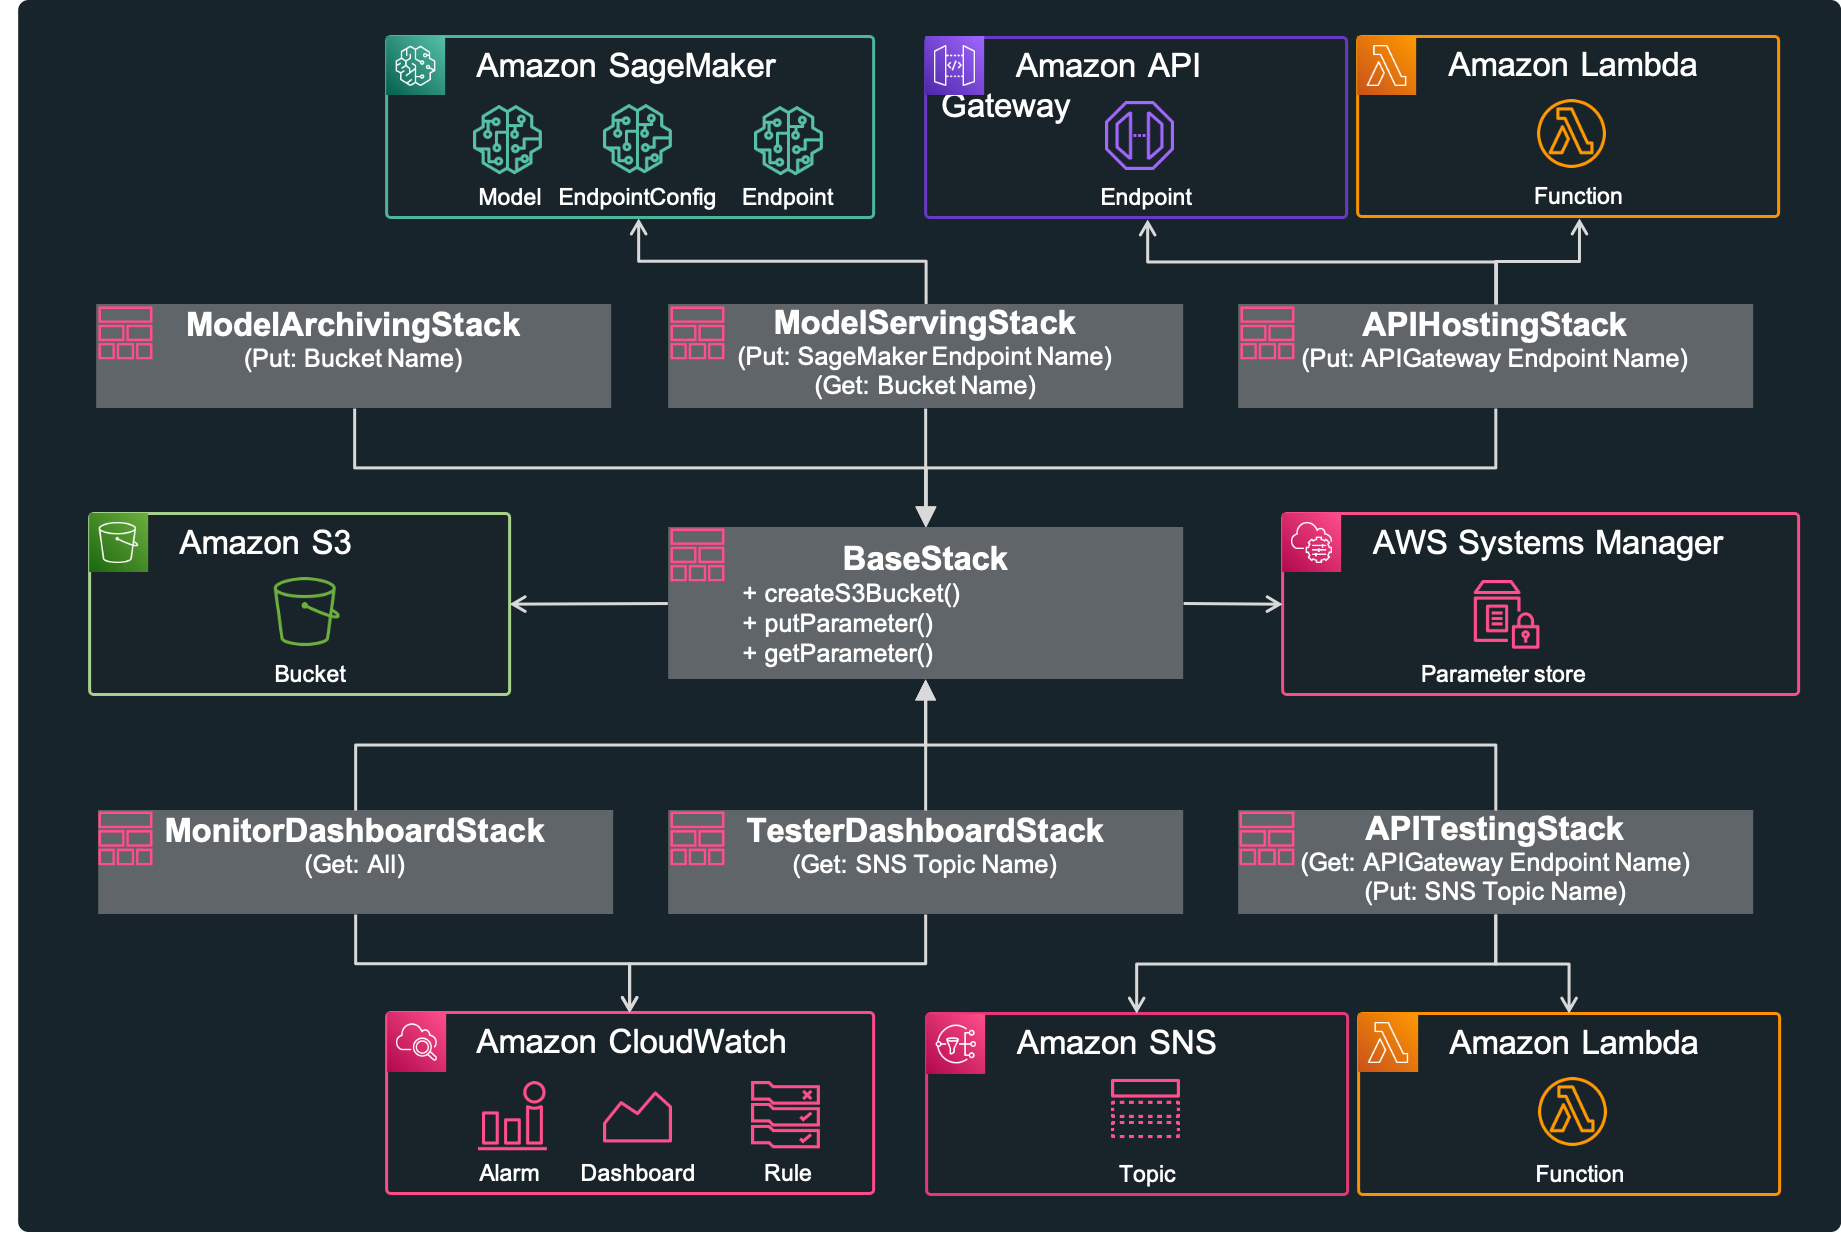 Amazon SageMaker
Model
EndpointConfig
Endpoint
Amazon API
Gateway
Endpoint
Amazon Lambda
Function
ModelArchivingStack
(Put: Bucket Name)
ModelServingStack
(Put: SageMaker Endpoint Name)
(Get: Bucket Name)
APIHostingStack
(Put: APIGateway Endpoint Name)
Amazon S3
Bucket
BaseStack
+ createS3Bucket()
+ putParameter()
+ getParameter()
AWS Systems Manager
Parameter store
MonitorDashboardStack
(Get: All)
TesterDashboardStack
(Get: SNS Topic Name)
APITestingStack
(Get: APIGateway Endpoint Name)
(Put: SNS Topic Name)
Amazon CloudWatch
Alarm
Dashboard
Rule
Amazon SNS
Topic
Amazon Lambda
Function